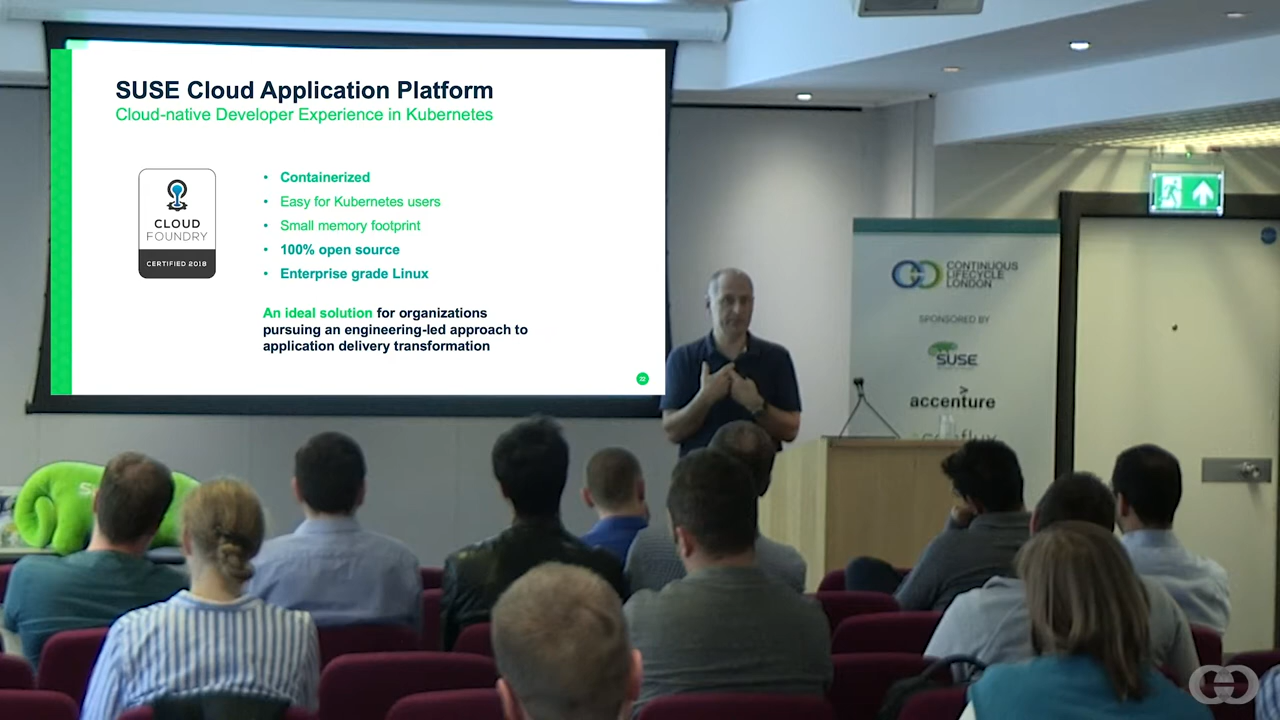 SUSE Cloud Application Platform
Cloud-native Developer Experience in Kubernetes
CLOUD
FOUNDRY
CERTIFIED 2018
• Containerized
• Easy for Kubernetes users
• Small memory footprint
• 100% open source
• Enterprise grade Linux
An ideal solution for organizations
pursuing an engineering-led approach to
application delivery transformation
22
CONTINUOUS
LIFECYCLE
LONDON
SPONSORED BY
SUSE
accenture